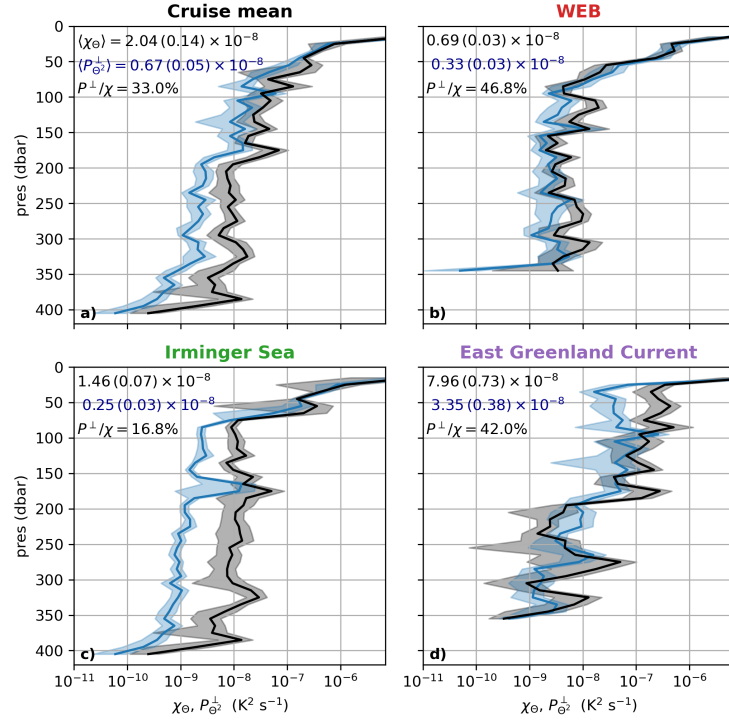 Cruise mean
WEB
0
50
100
150
200
250
300
350
400
pres (dbar)
⟨χ_Θ⟩ = 2.04 (0.14) × 10⁻⁸
⟨P^⊥_Θ²⟩ = 0.67 (0.05) × 10⁻⁸
P^⊥/χ = 33.0%
a)
0.69 (0.03) × 10⁻⁸
0.33 (0.03) × 10⁻⁸
P^⊥/χ = 46.8%
b)
Irminger Sea
East Greenland Current
0
50
100
150
200
250
300
350
400
pres (dbar)
1.46 (0.07) × 10⁻⁸
0.25 (0.03) × 10⁻⁸
P^⊥/χ = 16.8%
c)
7.96 (0.73) × 10⁻⁸
3.35 (0.38) × 10⁻⁸
P^⊥/χ = 42.0%
d)
10⁻¹¹ 10⁻¹⁰ 10⁻⁹ 10⁻⁸ 10⁻⁷ 10⁻⁶
χ_Θ, P^⊥_Θ² (K² s⁻¹)
10⁻¹¹ 10⁻¹⁰ 10⁻⁹ 10⁻⁸ 10⁻⁷ 10⁻⁶
χ_Θ, P^⊥_Θ² (K² s⁻¹)